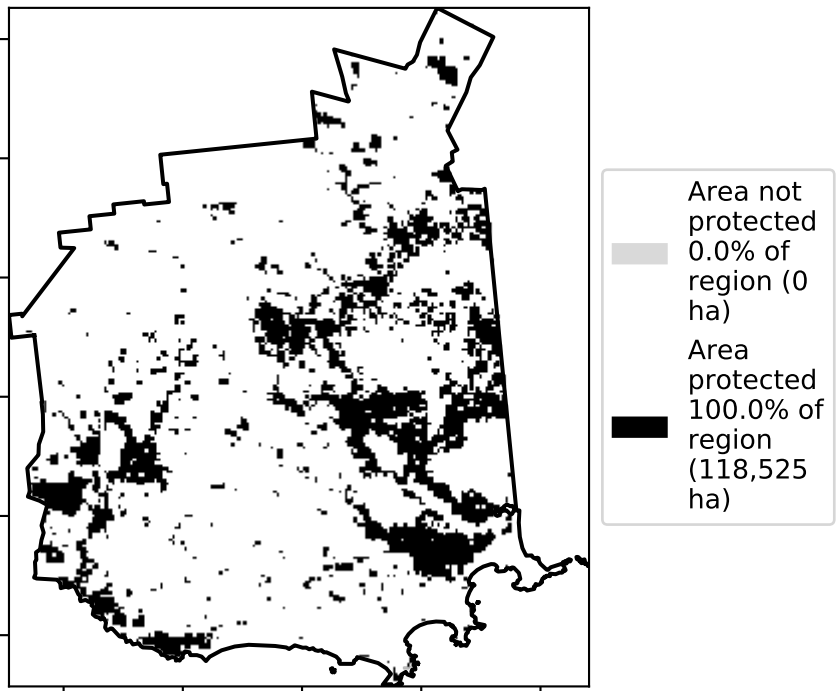 Area not
protected
0.0% of
region (0
ha)
Area
protected
100.0% of
region
(118,525
ha)